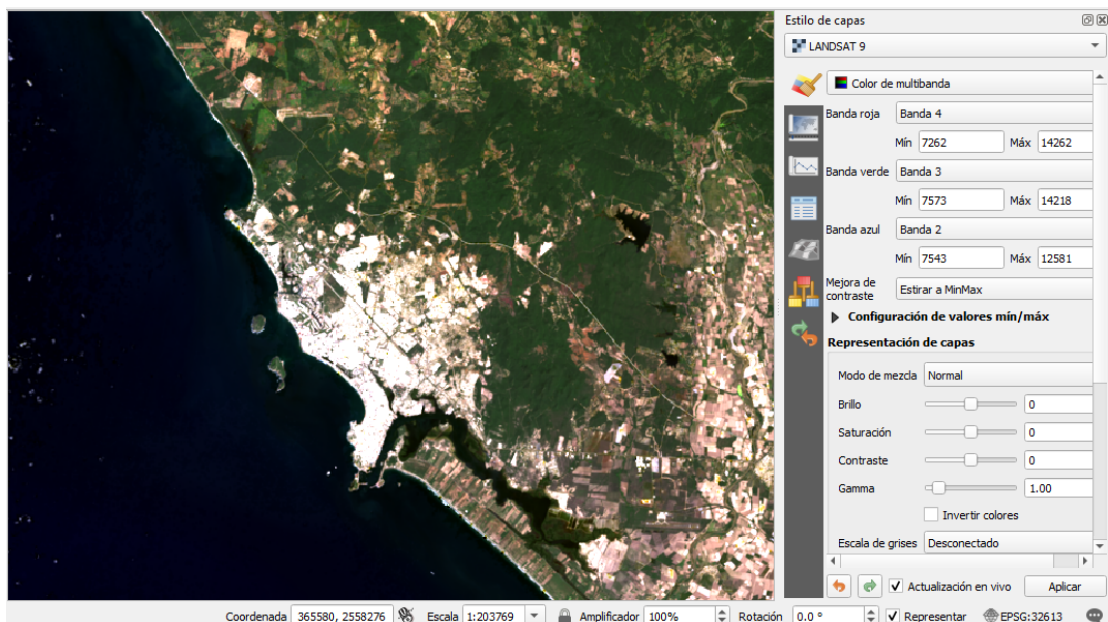 Estilo de capas
LANDSAT 9
Color de multibanda
Banda roja Banda 4
Mín 7262 Máx 14262
Banda verde Banda 3
Mín 7573 Máx 14218
Banda azul Banda 2
Mín 7543 Máx 12581
Mejora de contraste Estirar a MinMax
Configuración de valores mín/máx
Representación de capas
Modo de mezcla Normal
Brillo 0
Saturación 0
Contraste 0
Gamma 1.00
Invertir colores
Escala de grises Desconectado
Actualización en vivo Aplicar
Coordenada 365580, 2558276 Escala 1:203769 Amplificador 100% Rotación 0.0 ° Representar EPSG:32613